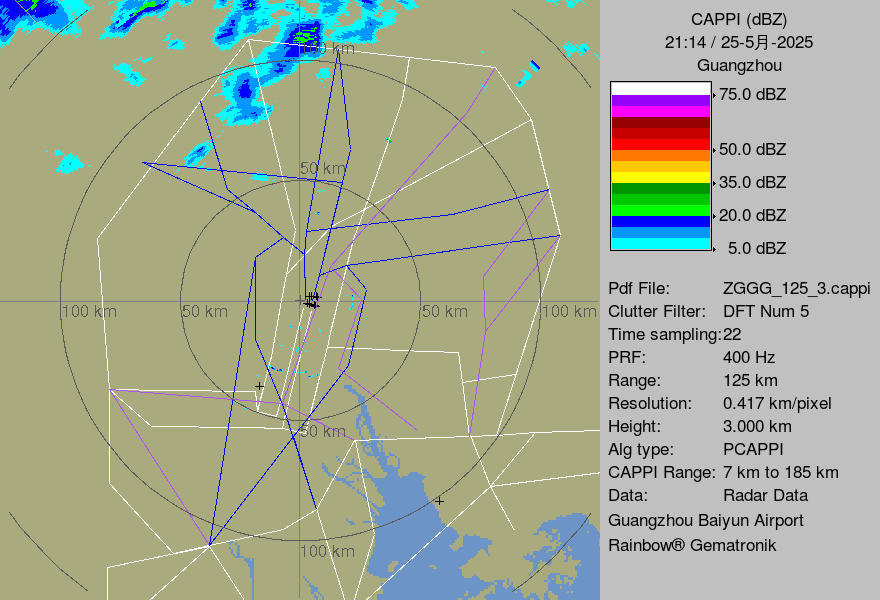 CAPPI (dBZ)
21:14 / 25-5月-2025
Guangzhou
75.0 dBZ
50.0 dBZ
35.0 dBZ
20.0 dBZ
5.0 dBZ
Pdf File: ZGGG_125_3.cappi
Clutter Filter: DFT Num 5
Time sampling:22
PRF: 400 Hz
Range: 125 km
Resolution: 0.417 km/pixel
Height: 3.000 km
Alg type: PCAPPI
CAPPI Range: 7 km to 185 km
Data: Radar Data
Guangzhou Baiyun Airport
Rainbow® Gematronik
100 km
50 km
100 km
50 km
50 km
100 km
50 km
100 km